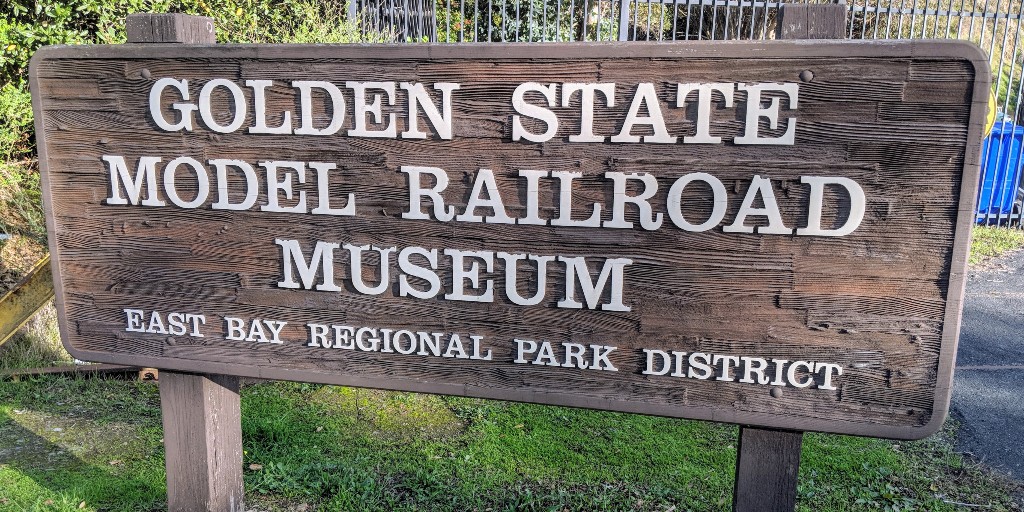 GOLDEN STATE
MODEL RAILROAD
MUSEUM
EAST BAY REGIONAL PARK DISTRICT